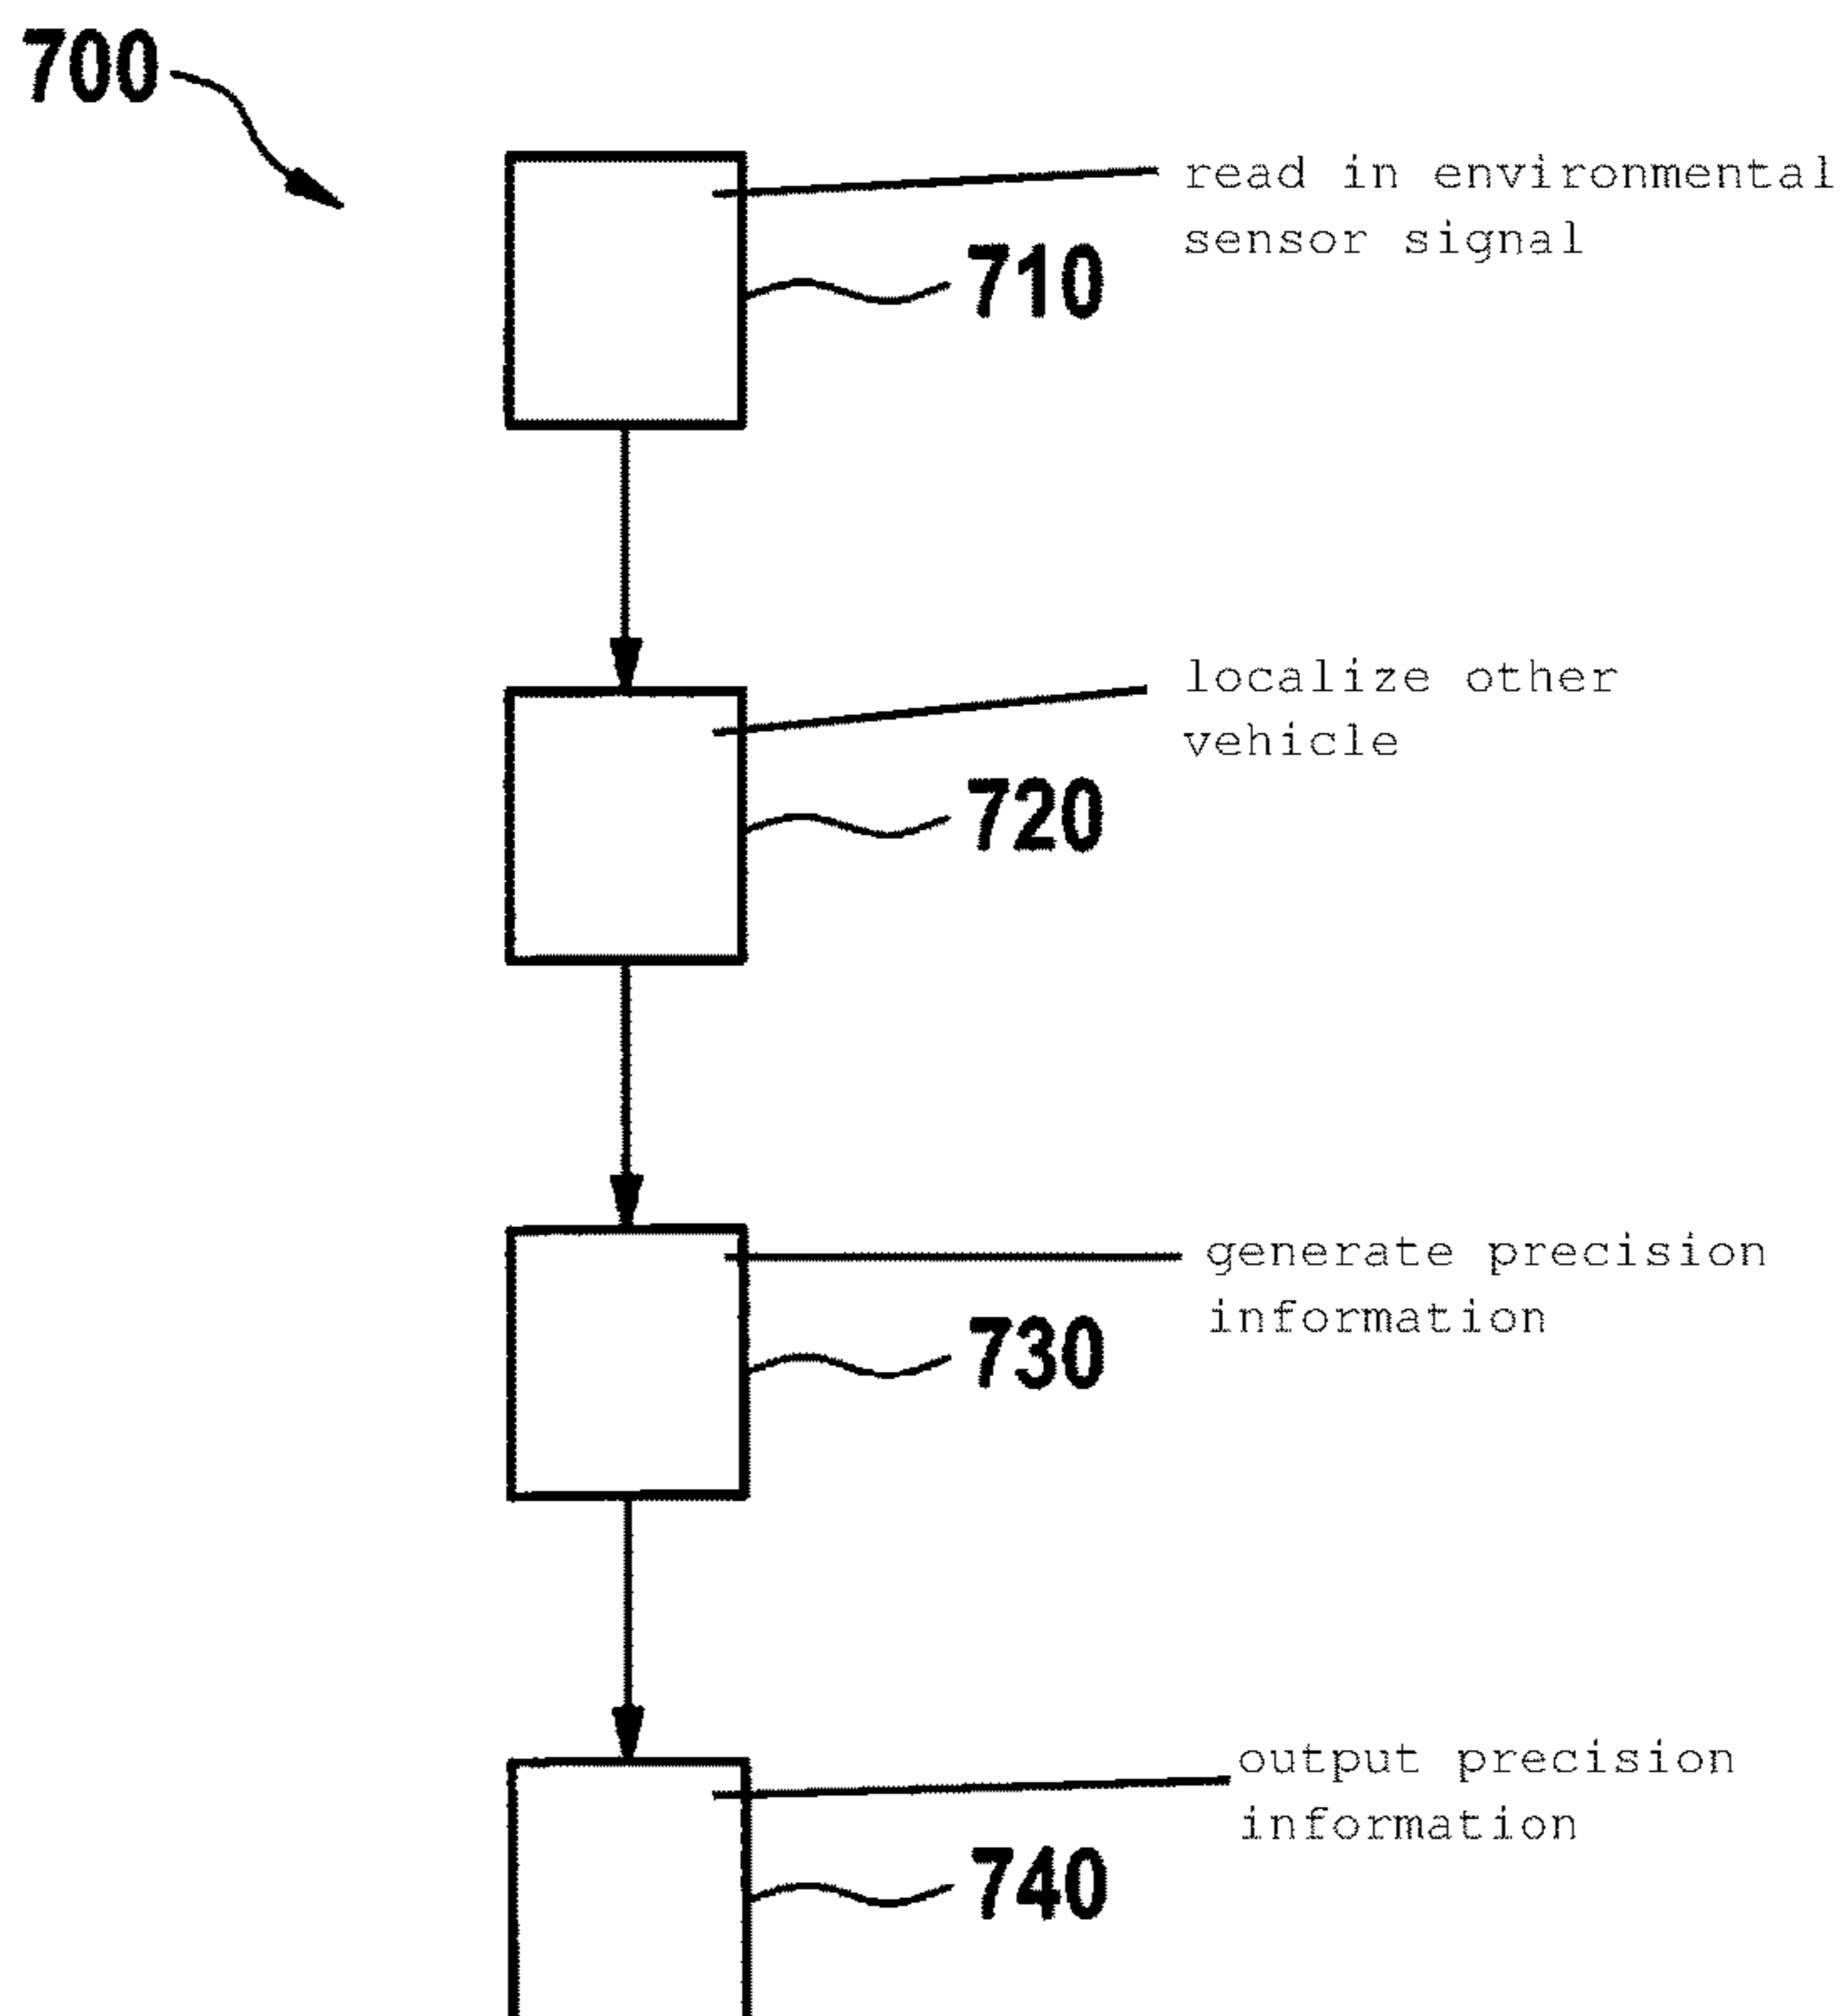 700
read in environmental
sensor signal
710
localize other
vehicle
720
generate precision
information
730
output precision
information
740